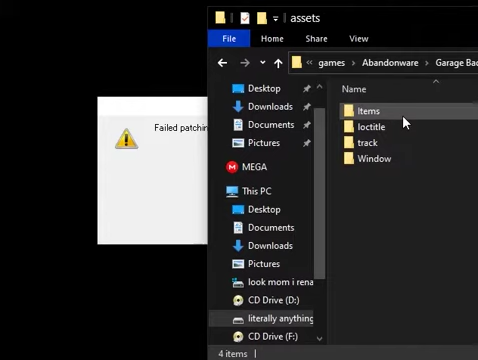 assets
File Home Share View
« games > Abandonware > Garage Bac
Desktop
Downloads
Documents
Pictures
MEGA
This PC
Desktop
Documents
Downloads
Pictures
look mom i rena
CD Drive (D:)
literally anything
CD Drive (F:)
Name
Items
loctitle
track
Window
Failed patchin
4 items